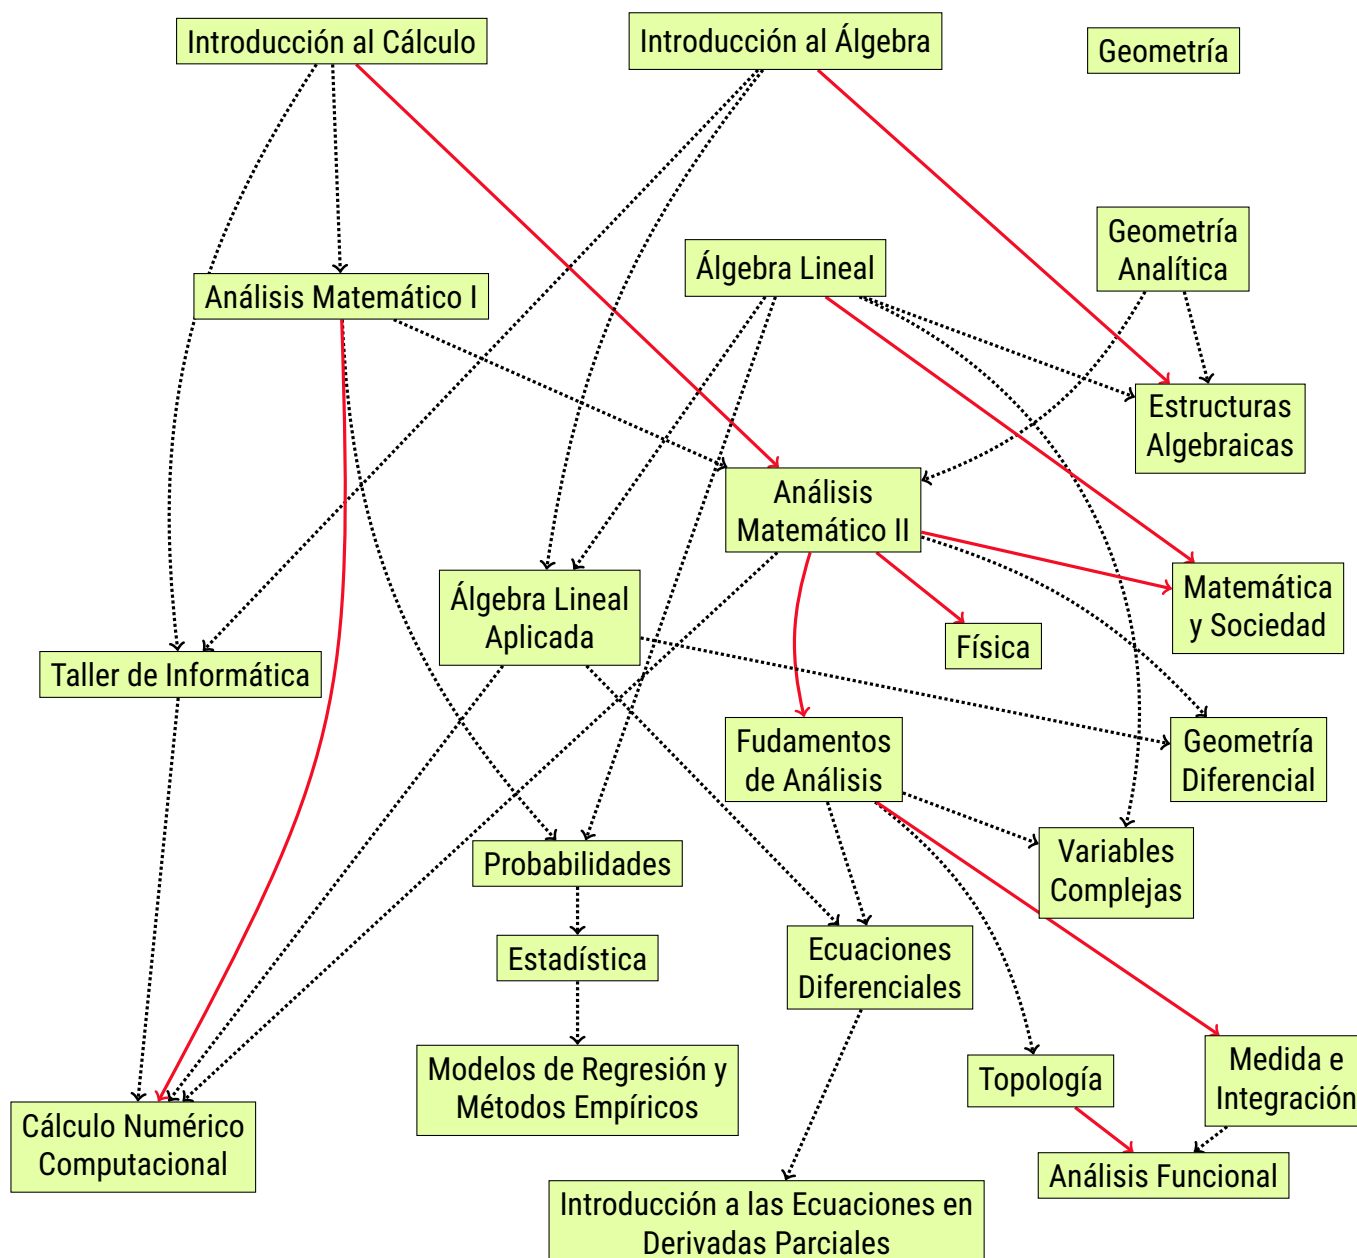 Introducción al Cálculo
Introducción al Álgebra
Geometría
Geometría
Analítica
Álgebra Lineal
Análisis Matemático I
Estructuras
Algebraicas
Análisis
Matemático II
Álgebra Lineal
Aplicada
Matemática
y Sociedad
Física
Taller de Informática
Fudamentos
de Análisis
Geometría
Diferencial
Probabilidades
Variables
Complejas
Estadística
Ecuaciones
Diferenciales
Modelos de Regresión y
Métodos Empíricos
Topología
Medida e
Integración
Cálculo Numérico
Computacional
Análisis Funcional
Introducción a las Ecuaciones en
Derivadas Parciales